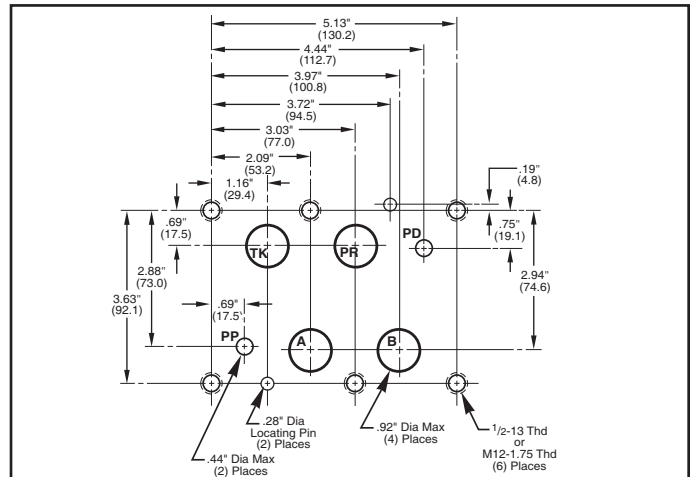 5.13"
(130.2)
4.44"
(112.7)
3.97"
(100.8)
3.72"
(94.5)
3.03"
(77.0)
2.09"
(53.2)
1.16"
(29.4)
.19"
(4.8)
.69"
(17.5)
.75"
(19.1)
PD
TK
PR
2.88"
(73.0)
2.94"
(74.6)
3.63"
(92.1)
.69"
(17.5)
PP
A
B
.28" Dia
Locating Pin
(2) Places
.92" Dia Max
(4) Places
1/2-13 Thd
or
M12-1.75 Thd
(6) Places
.44" Dia Max
(2) Places